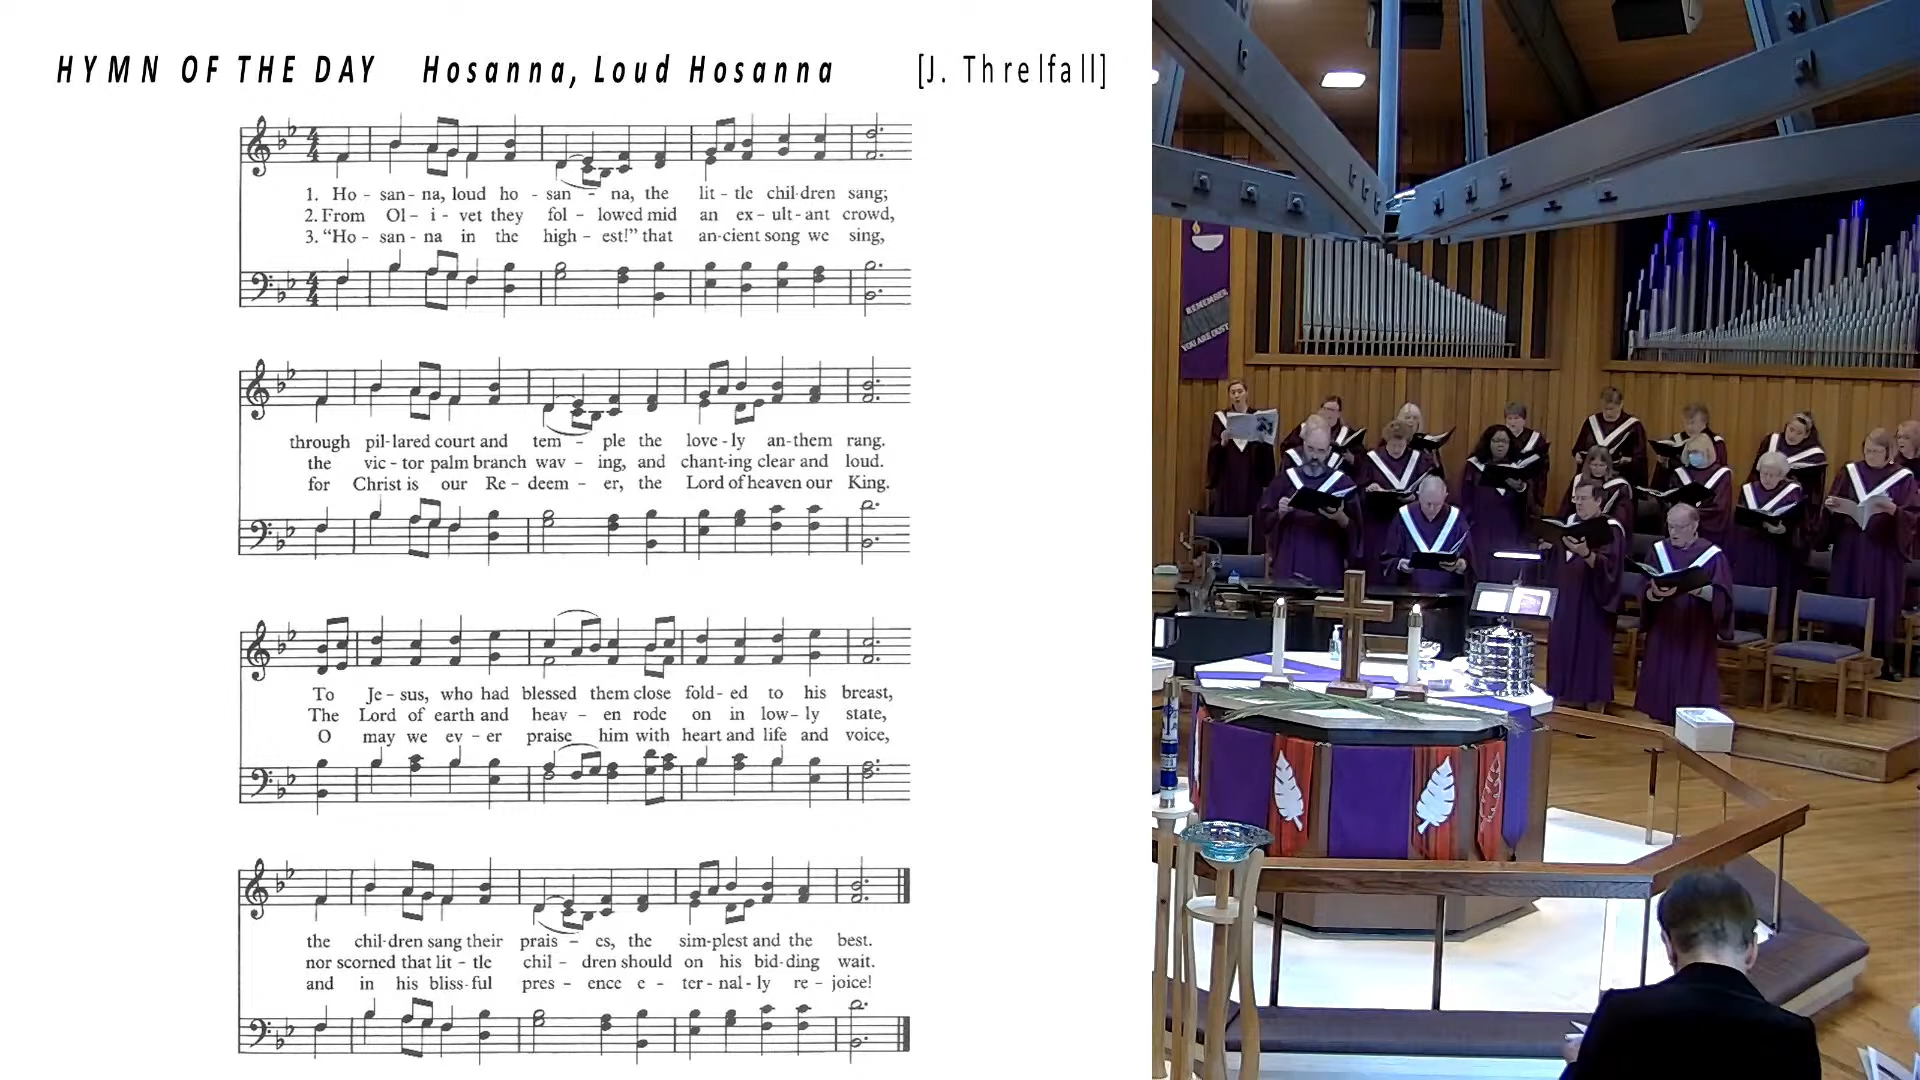 HYMN OF THE DAY Hosanna, Loud Hosanna [J. Threlfall]
1. Ho - san - na, loud ho - san - na, the lit - tle chil-dren sang;
2. From Ol - i - vet they fol - lowed mid an ex - ult - ant crowd,
3. “Ho - san - na in the high - est!” that an-cient song we sing,
through pil-lared court and tem - ple the love - ly an-them rang.
the vic - tor palm branch wav - ing, and chant-ing clear and loud.
for Christ is our Re - deem - er, the Lord of heaven our King.
To Je - sus, who had blessed them close fold - ed to his breast,
The Lord of earth and heav - en rode on in low - ly state,
O may we ev - er praise him with heart and life and voice,
the chil-dren sang their prais - es, the sim-plest and the best.
nor scorned that lit - tle chil - dren should on his bid-ding wait.
and in his bliss-ful pres - ence e - ter - nal - ly re - joice!
REMEMBER
YOU ARE DUST